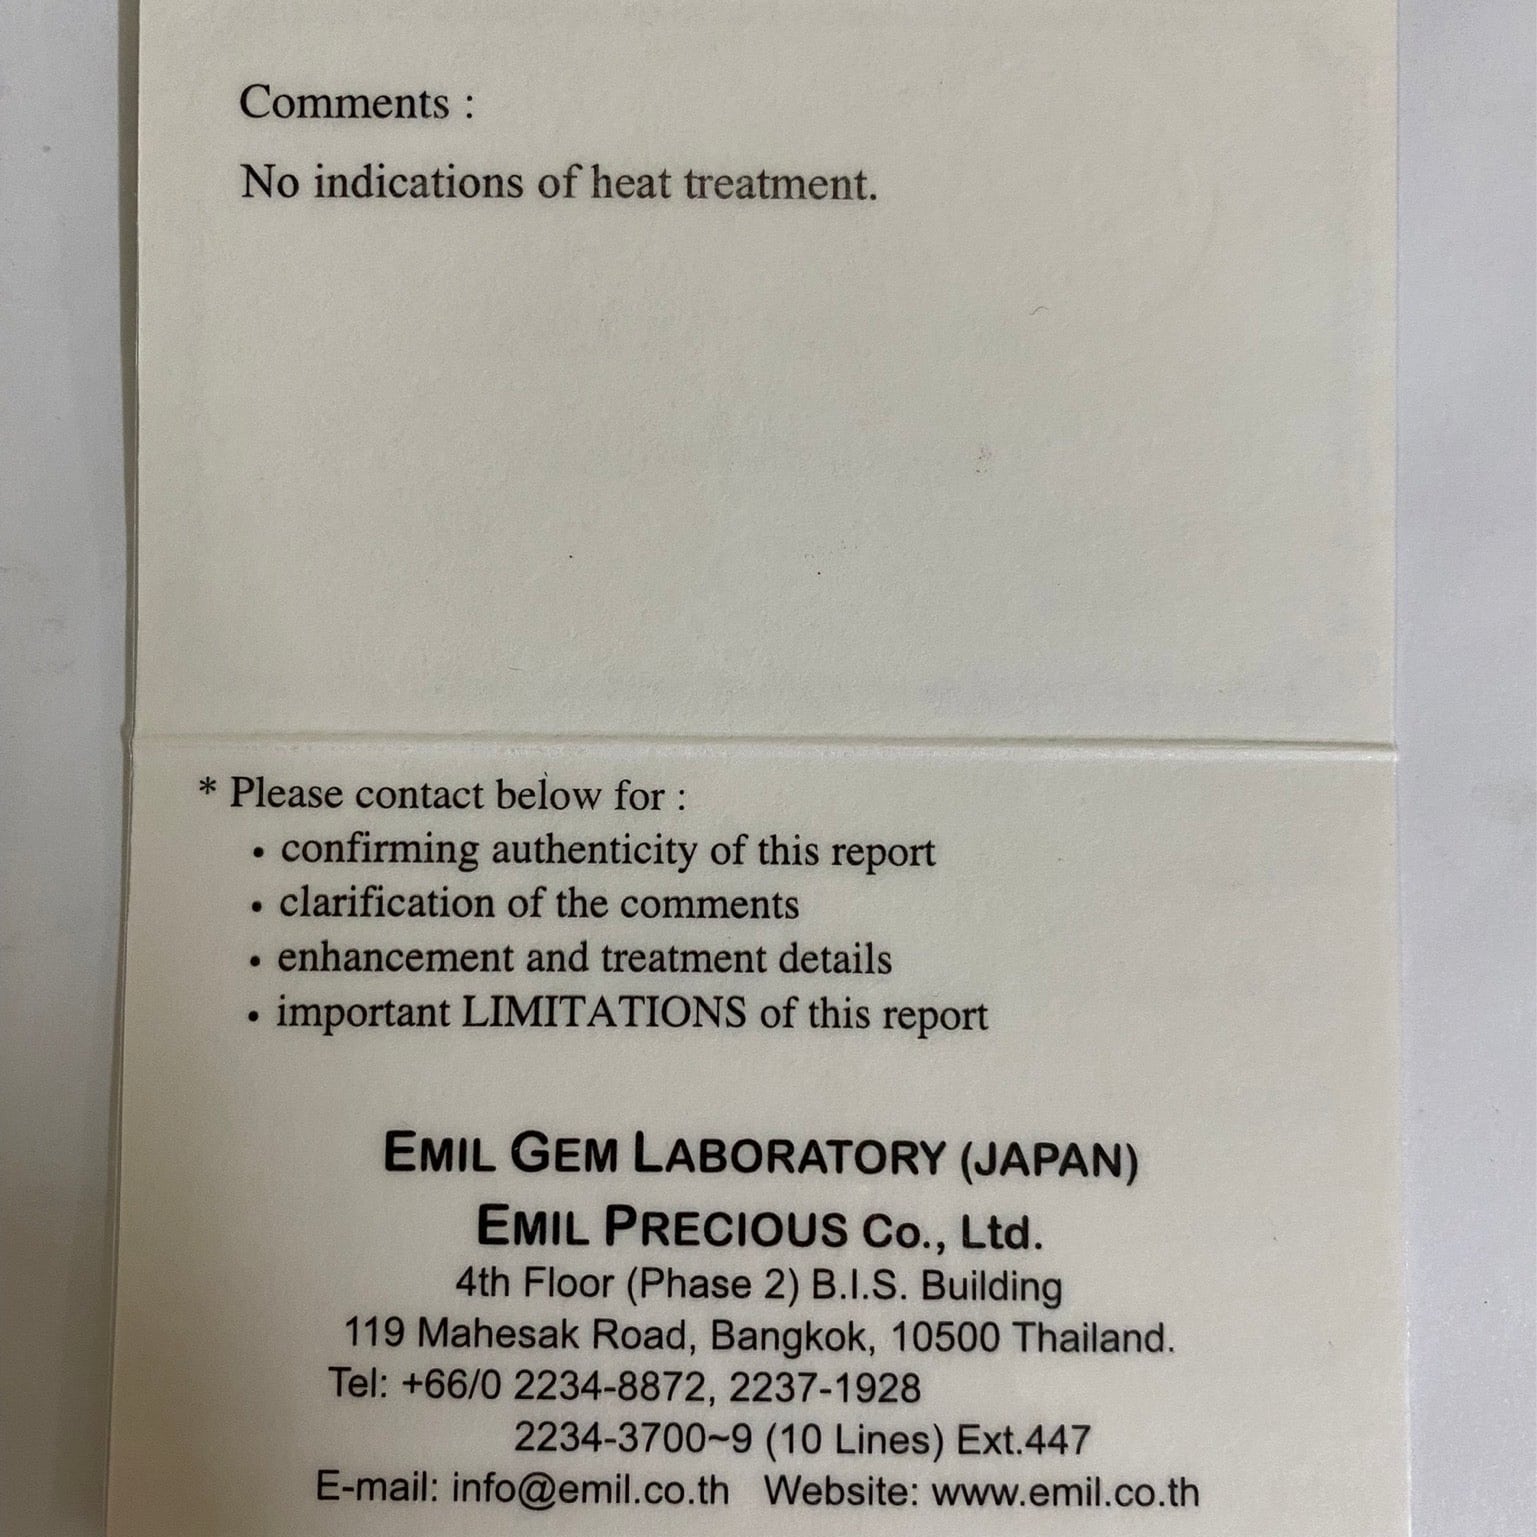 Comments :
No indications of heat treatment.
* Please contact below for :
• confirming authenticity of this report
• clarification of the comments
• enhancement and treatment details
• important LIMITATIONS of this report
EMIL GEM LABORATORY (JAPAN)
EMIL PRECIOUS Co., Ltd.
4th Floor (Phase 2) B.I.S. Building
119 Mahesak Road, Bangkok, 10500 Thailand.
Tel: +66/0 2234-8872, 2237-1928
2234-3700~9 (10 Lines) Ext.447
E-mail: info@emil.co.th Website: www.emil.co.th